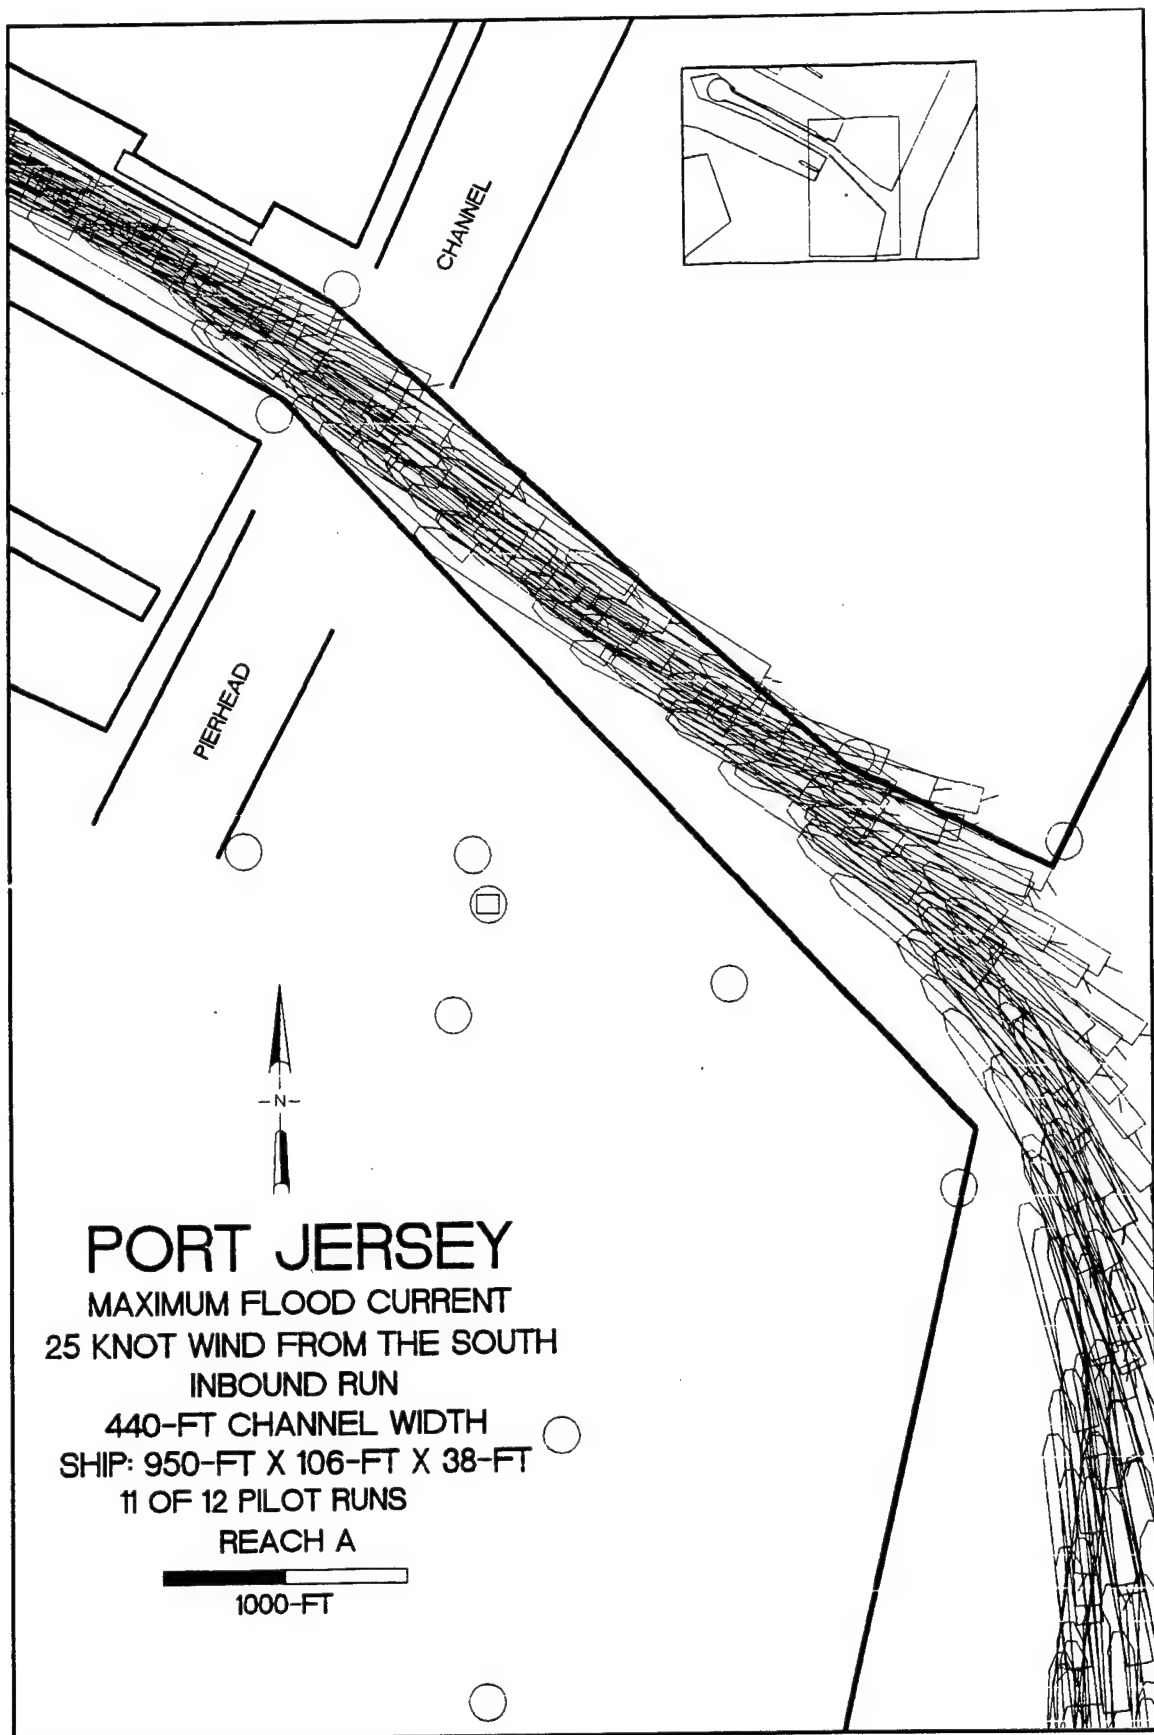 CHANNEL
PIERHEAD
-N-
PORT JERSEY
MAXIMUM FLOOD CURRENT
25 KNOT WIND FROM THE SOUTH
INBOUND RUN
440-FT CHANNEL WIDTH
SHIP: 950-FT X 106-FT X 38-FT
11 OF 12 PILOT RUNS
REACH A
1000-FT